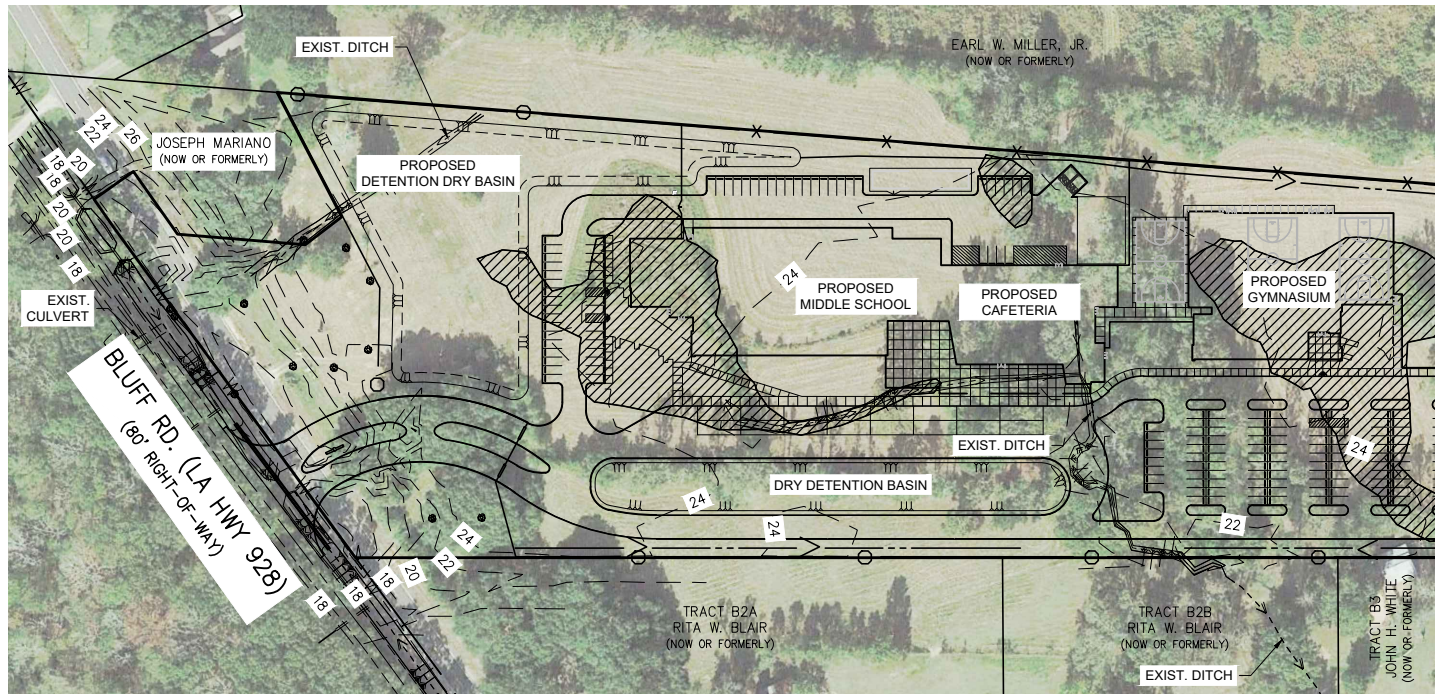 EXIST. DITCH
EARL W. MILLER, JR.
(NOW OR FORMERLY)
24
22
26
JOSEPH MARIANO
(NOW OR FORMERLY)
18
20
18
20
20
18
PROPOSED
DETENTION DRY BASIN
EXIST.
CULVERT
24
PROPOSED
MIDDLE SCHOOL
PROPOSED
CAFETERIA
PROPOSED
GYMNASIUM
BLUFF RD. (LA HWY 928)
(80' RIGHT-OF-WAY)
EXIST. DITCH
24
DRY DETENTION BASIN
24
24
22
24
22
20
18
18
18
TRACT B2A
RITA W. BLAIR
(NOW OR FORMERLY)
TRACT B2B
RITA W. BLAIR
(NOW OR FORMERLY)
EXIST. DITCH
TRACT B3
JOHN H. WHITE
(NOW OR FORMERLY)